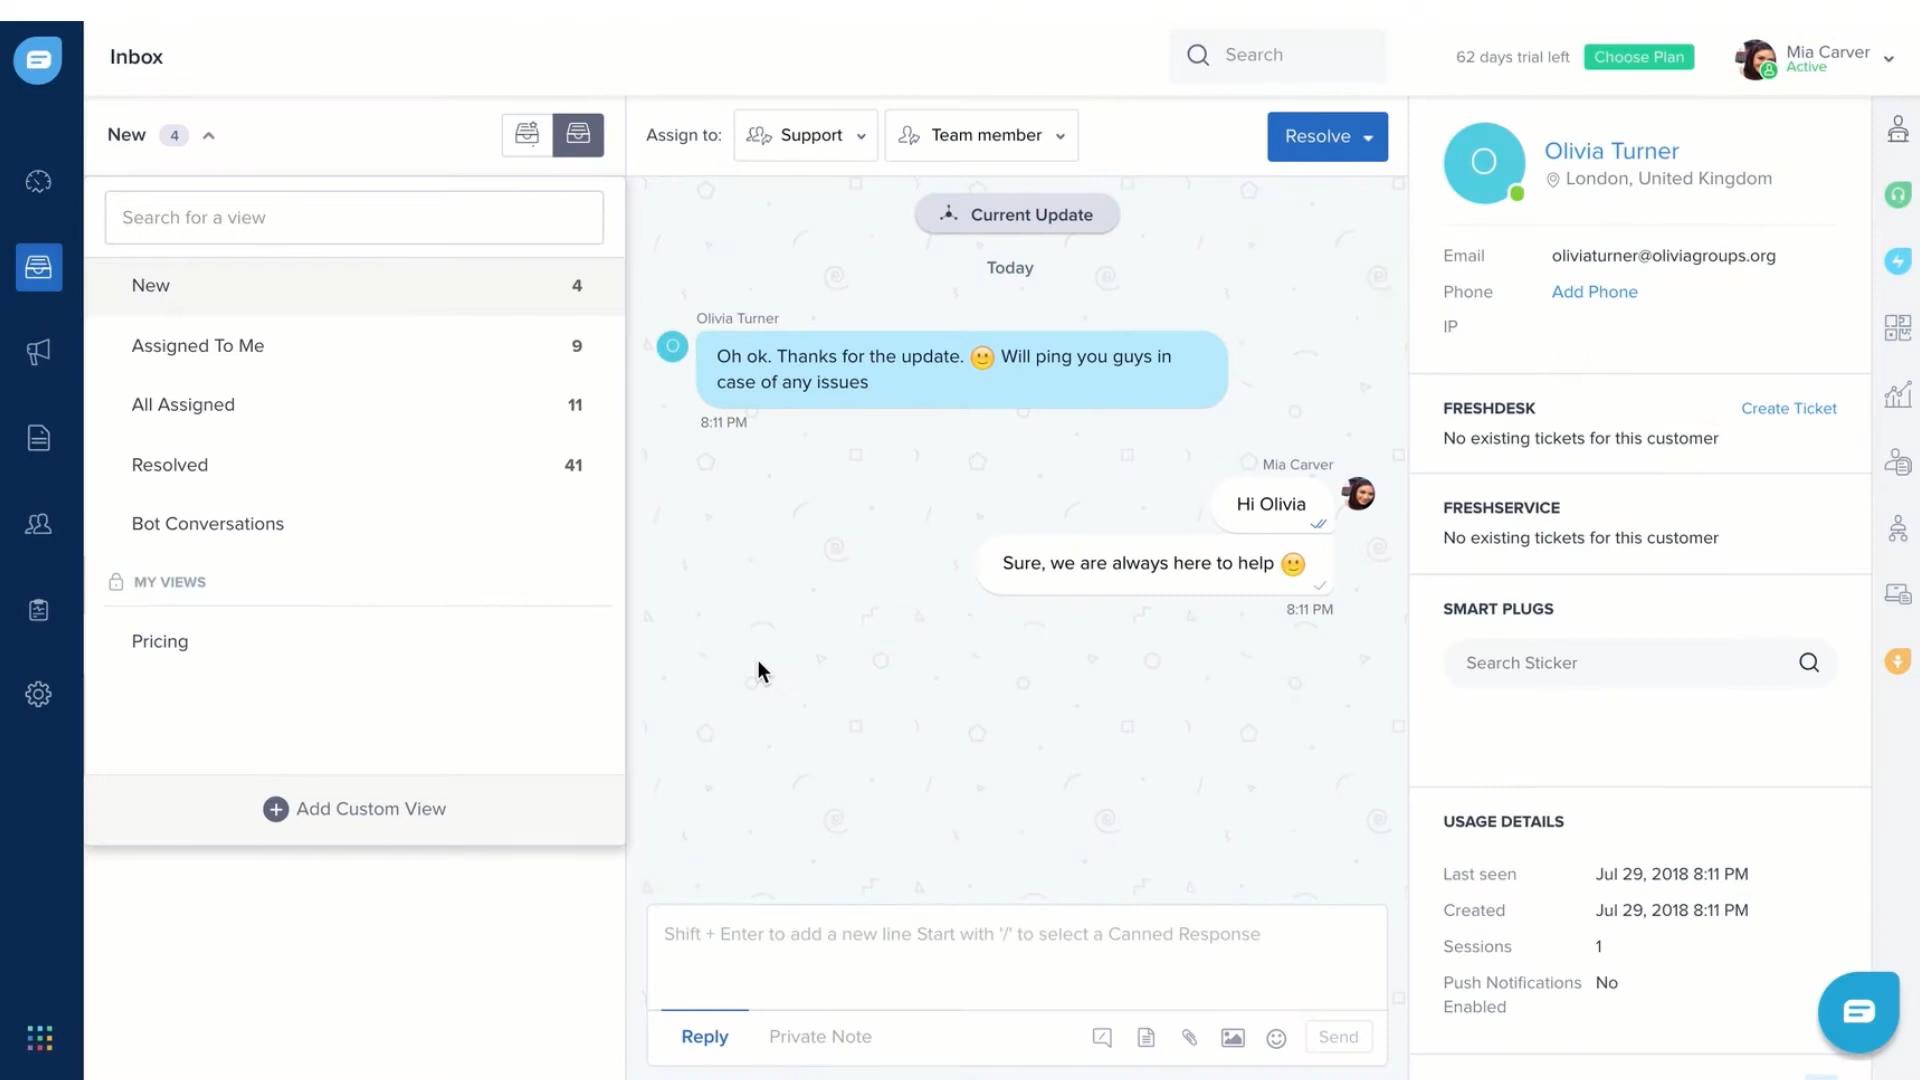 Inbox
Search
62 days trial left
Choose Plan
Mia Carver
Active
New 4
Search for a view
New 4
Assigned To Me 9
All Assigned 11
Resolved 41
Bot Conversations
MY VIEWS
Pricing
Add Custom View
Assign to:
Support
Team member
Resolve
Current Update
Today
Olivia Turner
O
Oh ok. Thanks for the update. 🙂 Will ping you guys in
case of any issues
8:11 PM
Mia Carver
Hi Olivia
Sure, we are always here to help 🙂
8:11 PM
Shift + Enter to add a new line Start with '/' to select a Canned Response
Reply
Private Note
Send
O
Olivia Turner
London, United Kingdom
Email oliviaturner@oliviagroups.org
Phone Add Phone
IP
FRESHDESK Create Ticket
No existing tickets for this customer
FRESHSERVICE
No existing tickets for this customer
SMART PLUGS
Search Sticker
USAGE DETAILS
Last seen Jul 29, 2018 8:11 PM
Created Jul 29, 2018 8:11 PM
Sessions 1
Push Notifications No
Enabled